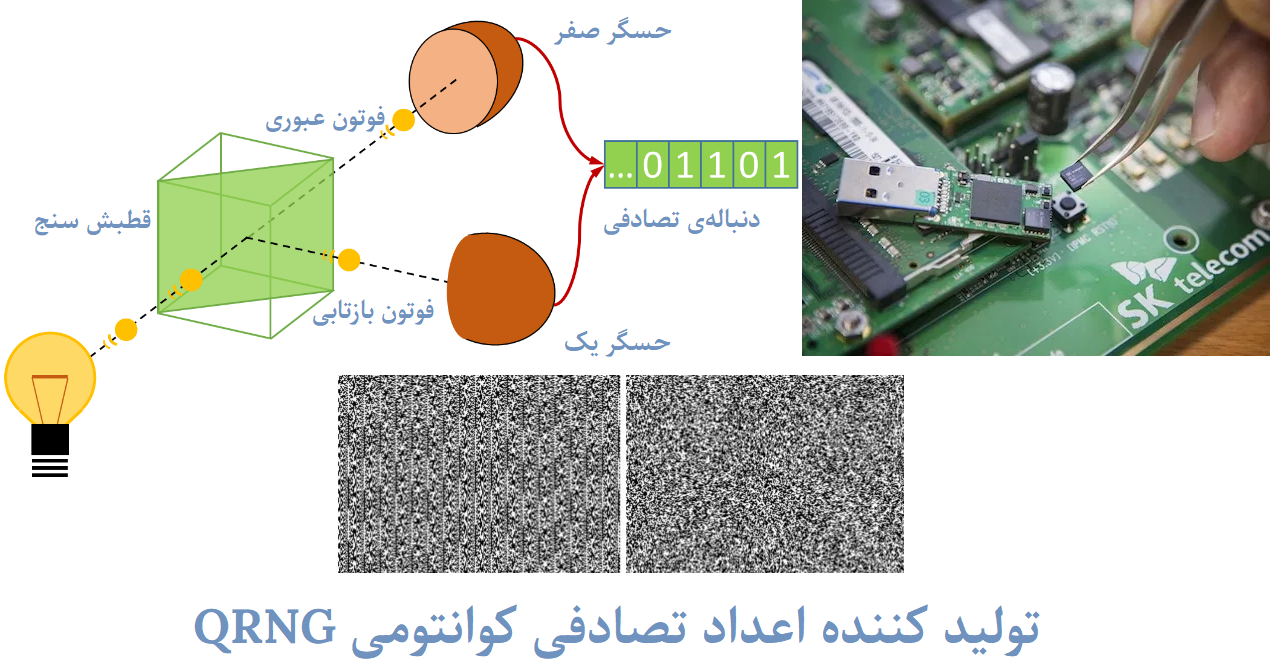 حسگر صفر
فوتون عبوری
...01101
قطبش سنج
دنباله‌ی تصادفی
فوتون بازتابی
حسگر یک
SK telecom
تولید کننده اعداد تصادفی کوانتومی QRNG